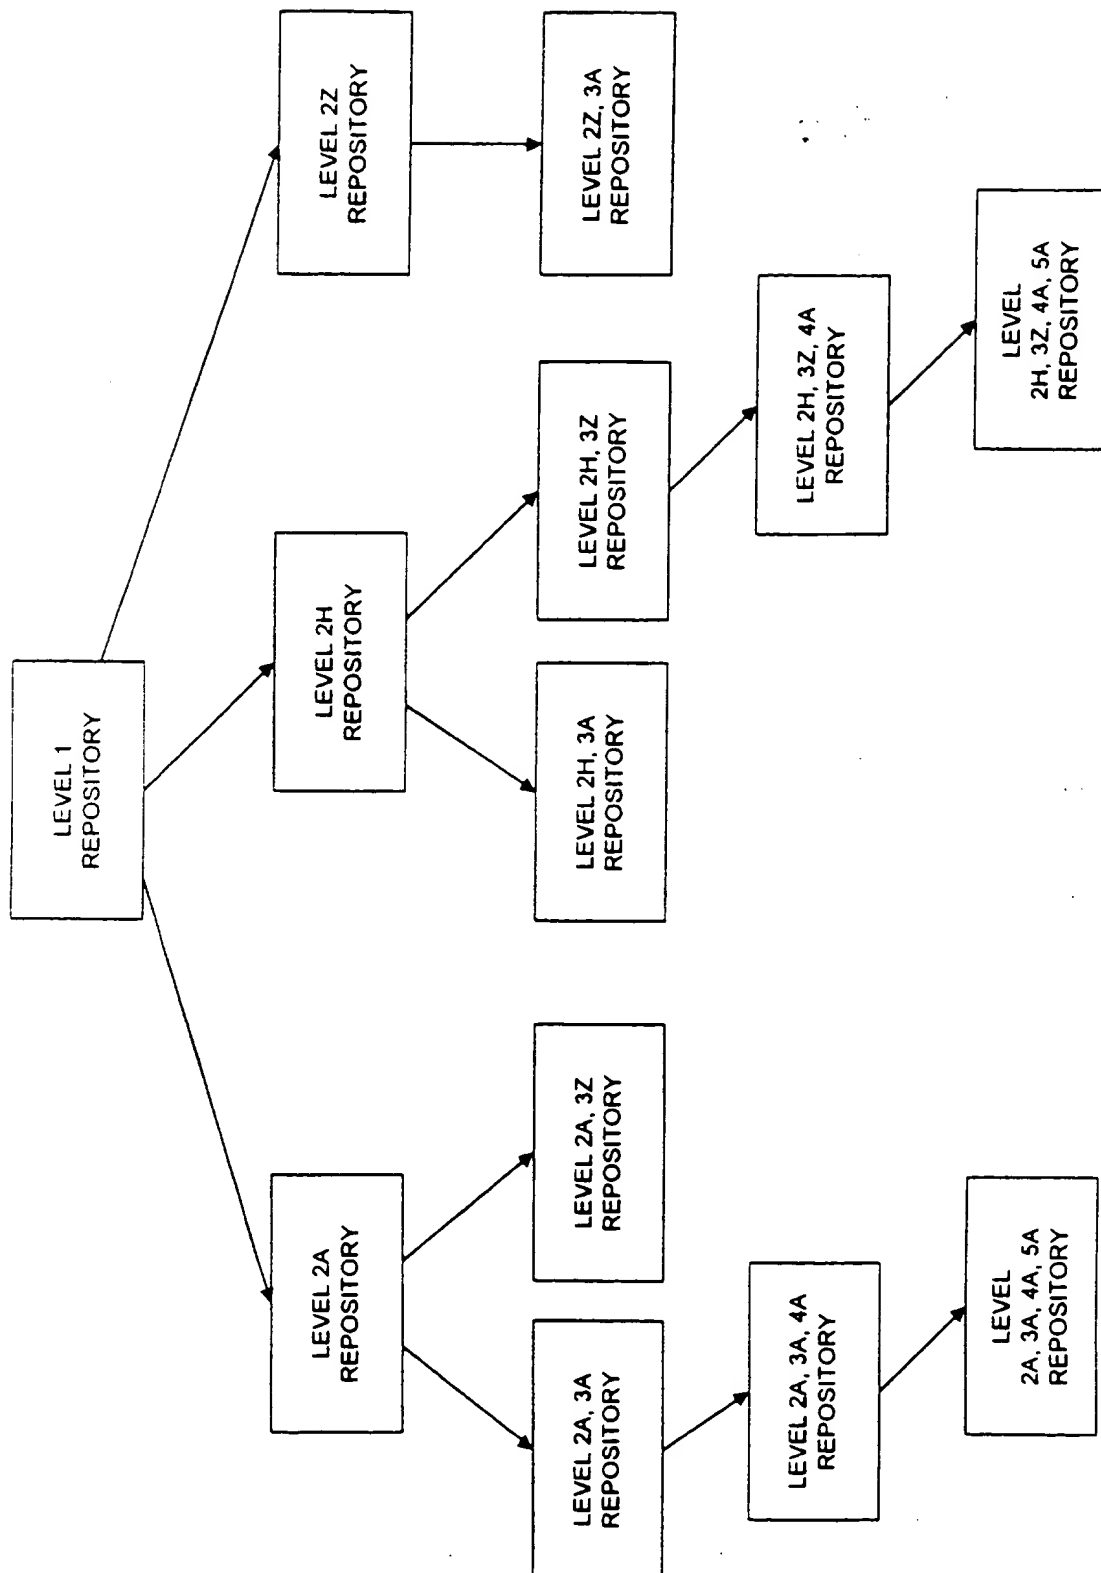 LEVEL 1
REPOSITORY
LEVEL 2A
REPOSITORY
LEVEL 2H
REPOSITORY
LEVEL 2Z
REPOSITORY
LEVEL 2A, 3A
REPOSITORY
LEVEL 2A, 3Z
REPOSITORY
LEVEL 2H, 3A
REPOSITORY
LEVEL 2H, 3Z
REPOSITORY
LEVEL 2Z, 3A
REPOSITORY
LEVEL 2A, 3A, 4A
REPOSITORY
LEVEL 2H, 3Z, 4A
REPOSITORY
LEVEL
2A, 3A, 4A, 5A
REPOSITORY
LEVEL
2H, 3Z, 4A, 5A
REPOSITORY